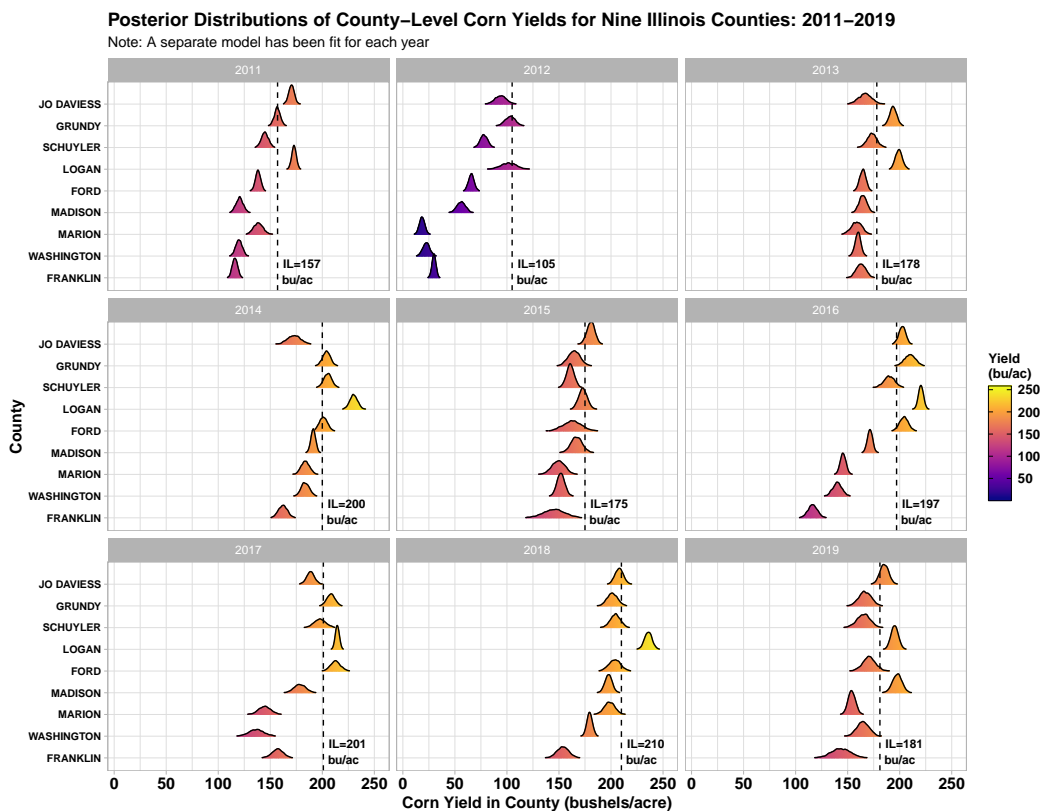 Posterior Distributions of County−Level Corn Yields for Nine Illinois Counties: 2011−2019
Note: A separate model has been fit for each year
2011
2012
2013
JO DAVIESS
GRUNDY
SCHUYLER
LOGAN
FORD
MADISON
MARION
WASHINGTON
FRANKLIN
IL=157
bu/ac
IL=105
bu/ac
IL=178
bu/ac
2014
2015
2016
JO DAVIESS
GRUNDY
SCHUYLER
LOGAN
FORD
MADISON
MARION
WASHINGTON
FRANKLIN
IL=200
bu/ac
IL=175
bu/ac
IL=197
bu/ac
2017
2018
2019
JO DAVIESS
GRUNDY
SCHUYLER
LOGAN
FORD
MADISON
MARION
WASHINGTON
FRANKLIN
IL=201
bu/ac
IL=210
bu/ac
IL=181
bu/ac
0 50 100 150 200 250
0 50 100 150 200 250
0 50 100 150 200 250
Corn Yield in County (bushels/acre)
County
Yield
(bu/ac)
250
200
150
100
50